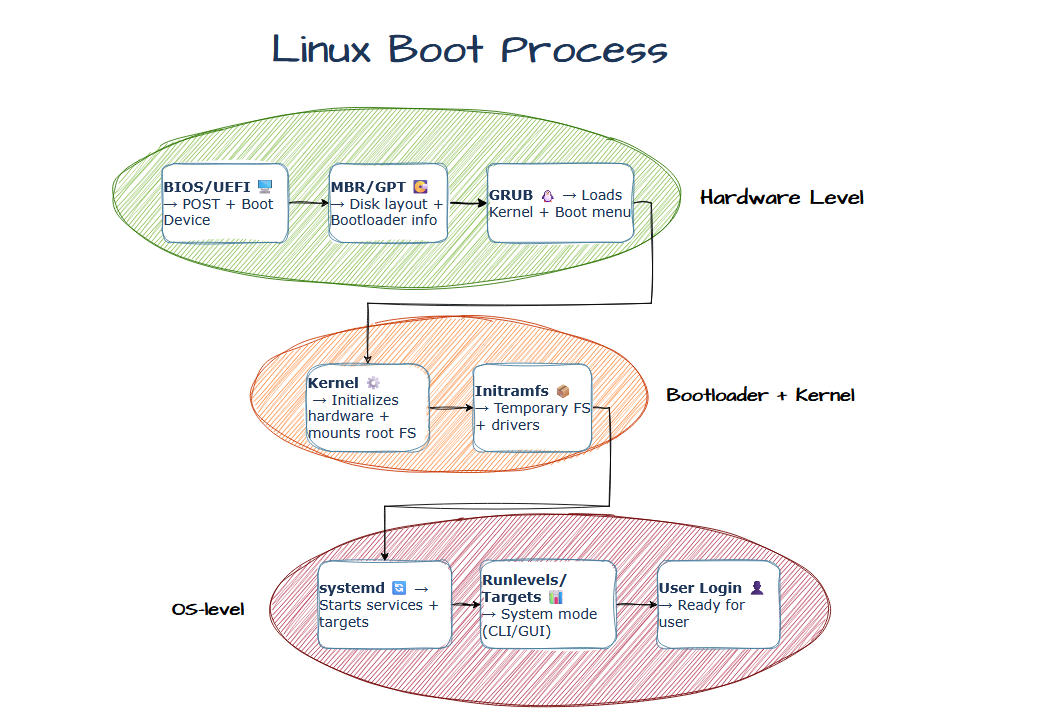 Linux Boot Process
BIOS/UEFI 🖥️
→ POST + Boot
Device
MBR/GPT 💽
→ Disk layout +
Bootloader info
GRUB 🐧 → Loads
Kernel + Boot menu
Hardware Level
Kernel ⚙️
→ Initializes
hardware +
mounts root FS
Initramfs 📦
→ Temporary FS
+ drivers
Bootloader + Kernel
OS-level
systemd 🔄 →
Starts services +
targets
Runlevels/
Targets 📊
→ System mode
(CLI/GUI)
User Login 👤
→ Ready for
user